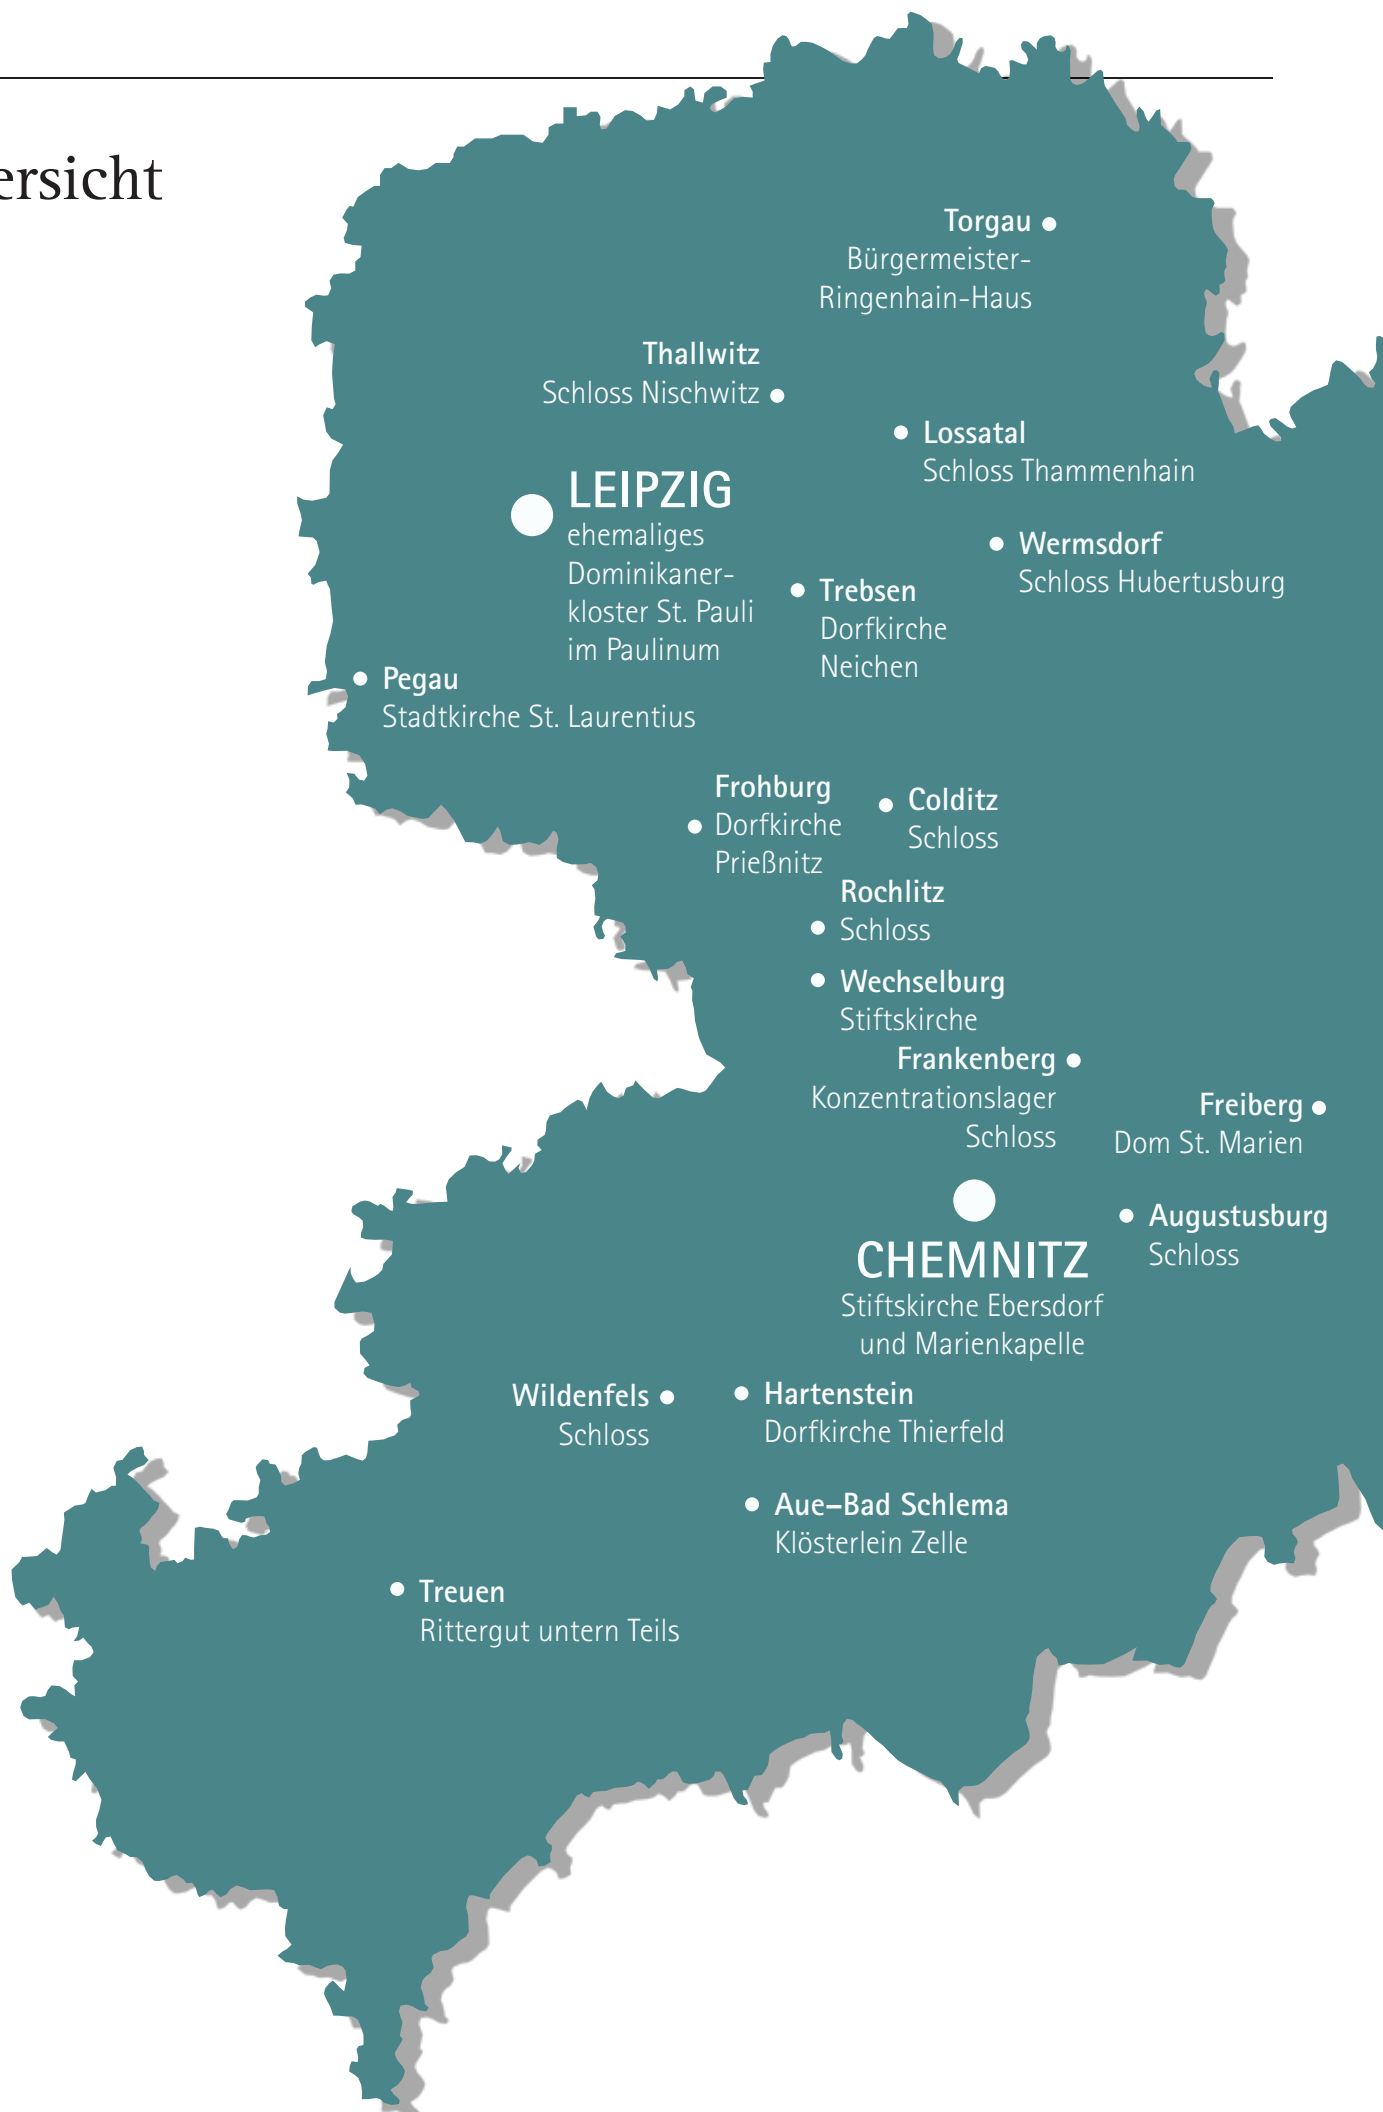 ersicht
Torgau
Bürgermeister-
Ringenhain-Haus
Thallwitz
Schloss Nischwitz
Lossatal
Schloss Thammenhain
LEIPZIG
ehemaliges
Dominikaner-
kloster St. Pauli
im Paulinum
Wermsdorf
Schloss Hubertusburg
Trebsen
Dorfkirche
Neichen
Pegau
Stadtkirche St. Laurentius
Frohburg
Dorfkirche
Prießnitz
Colditz
Schloss
Rochlitz
Schloss
Wechselburg
Stiftskirche
Frankenberg
Konzentrationslager
Schloss
Freiberg
Dom St. Marien
Augustusburg
Schloss
CHEMNITZ
Stiftskirche Ebersdorf
und Marienkapelle
Wildenfels
Schloss
Hartenstein
Dorfkirche Thierfeld
Aue–Bad Schlema
Klösterlein Zelle
Treuen
Rittergut untern Teils